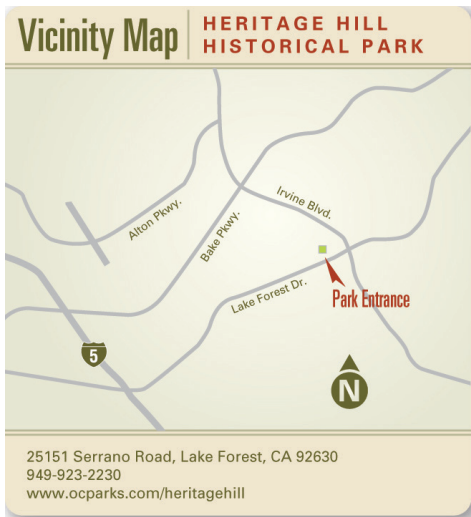 Vicinity Map
HERITAGE HILL
HISTORICAL PARK
Irvine Blvd.
Alton Pkwy.
Bake Pkwy.
Lake Forest Dr.
Park Entrance
5
N
25151 Serrano Road, Lake Forest, CA 92630
949-923-2230
www.ocparks.com/heritagehill